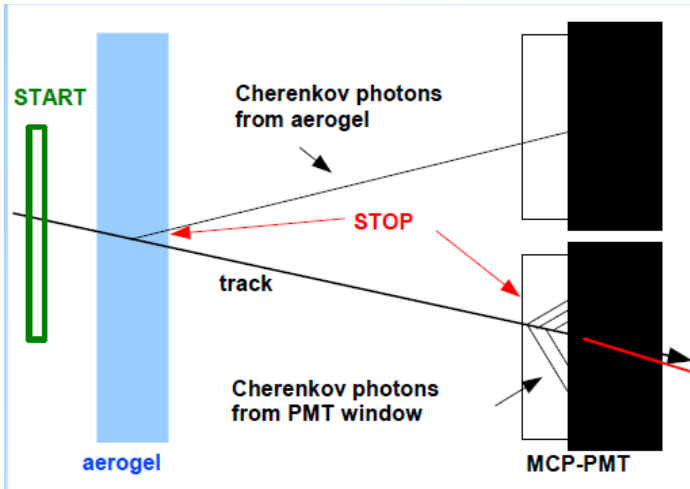 START
Cherenkov photons
from aerogel
STOP
track
Cherenkov photons
from PMT window
aerogel
MCP-PMT